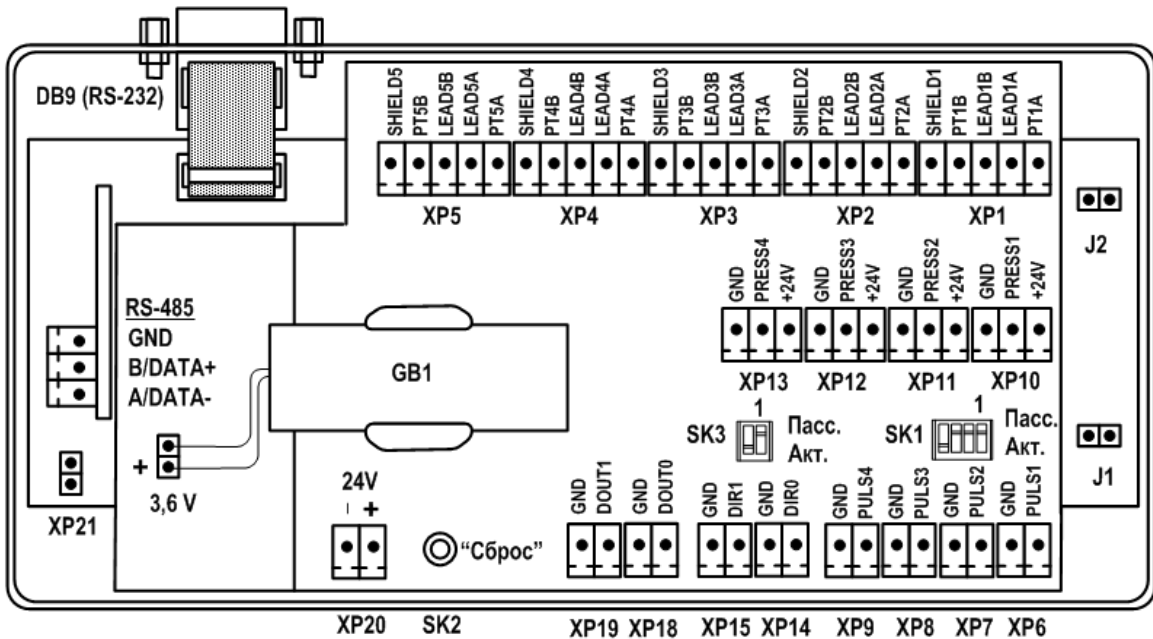 DB9 (RS-232)
SHIELD5 PT5B LEAD5B LEAD5A PT5A
SHIELD4 PT4B LEAD4B LEAD4A PT4A
SHIELD3 PT3B LEAD3B LEAD3A PT3A
SHIELD2 PT2B LEAD2B LEAD2A PT2A
SHIELD1 PT1B LEAD1B LEAD1A PT1A
XP5 XP4 XP3 XP2 XP1
J2
GND PRESS4 +24V
GND PRESS3 +24V
GND PRESS2 +24V
GND PRESS1 +24V
XP13 XP12 XP11 XP10
RS-485
GND
B/DATA+
A/DATA-
GB1
1
SK3
Пасс.
Акт.
1
SK1
Пасс.
Акт.
J1
+
3,6 V
XP21
24V
– +
"Сброс"
GND DOUT1
GND DOUT0
GND DIR1
GND DIR0
GND PULS4
GND PULS3
GND PULS2
GND PULS1
XP20 SK2 XP19 XP18 XP15 XP14 XP9 XP8 XP7 XP6